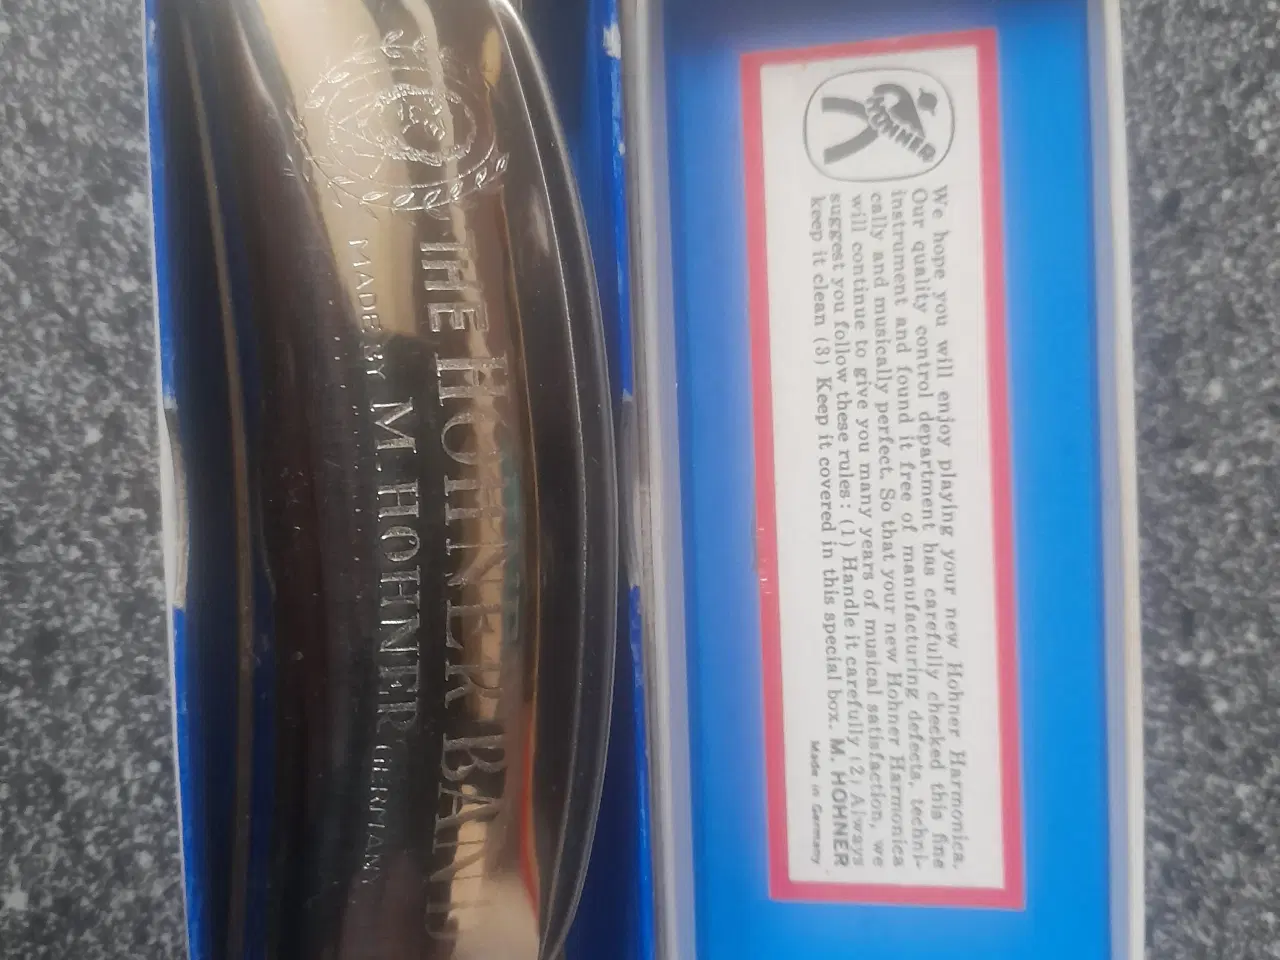 THE HOHNER BAND
MADE BY M. HOHNER GERMANY
HOHNER
We hope you will enjoy playing your new Hohner Harmonica.
Our quality control department has carefully checked this fine
instrument and found it free of manufacturing defects, techni-
cally and musically perfect. So that your new Hohner Harmonica
will continue to give you many years of musical satisfaction, we
suggest you follow these rules: (1) Handle it carefully (2) Always
keep it clean (3) Keep it covered in this special box. M. HOHNER
Made in Germany